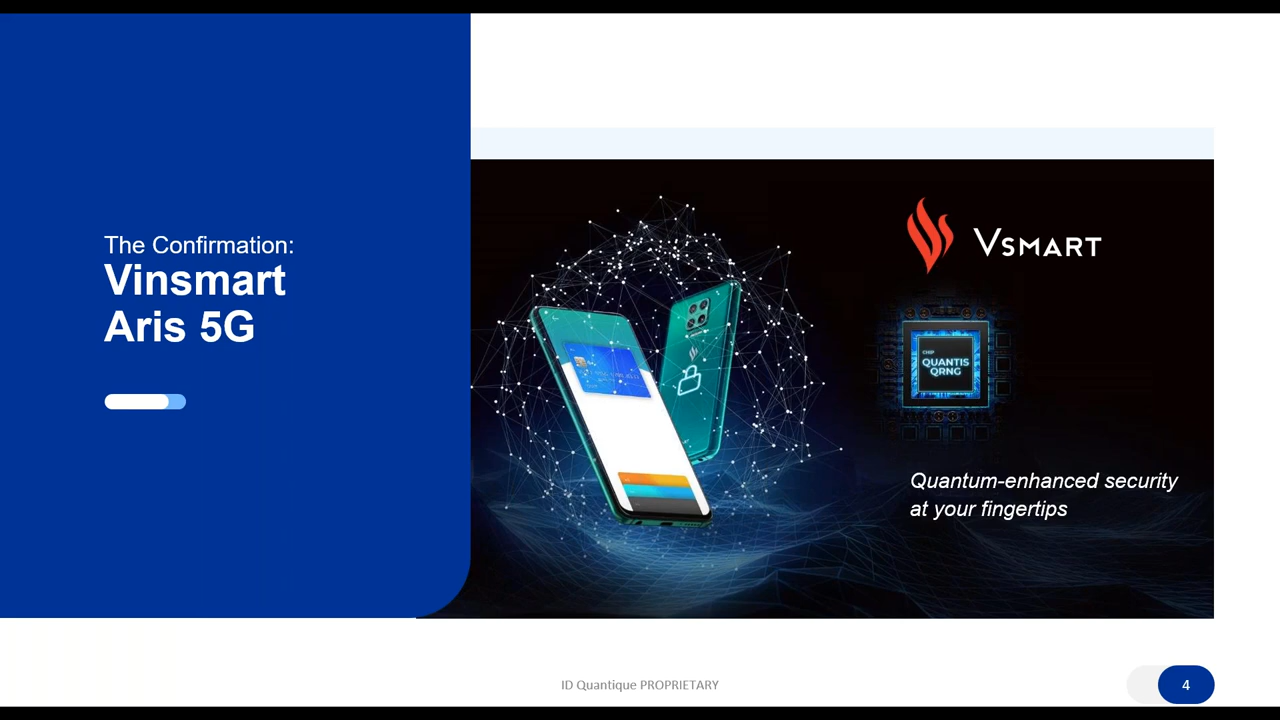 The Confirmation:
Vinsmart
Aris 5G
VSMART
CHIP
QUANTIS
QRNG
Quantum-enhanced security
at your fingertips
ID Quantique PROPRIETARY
4